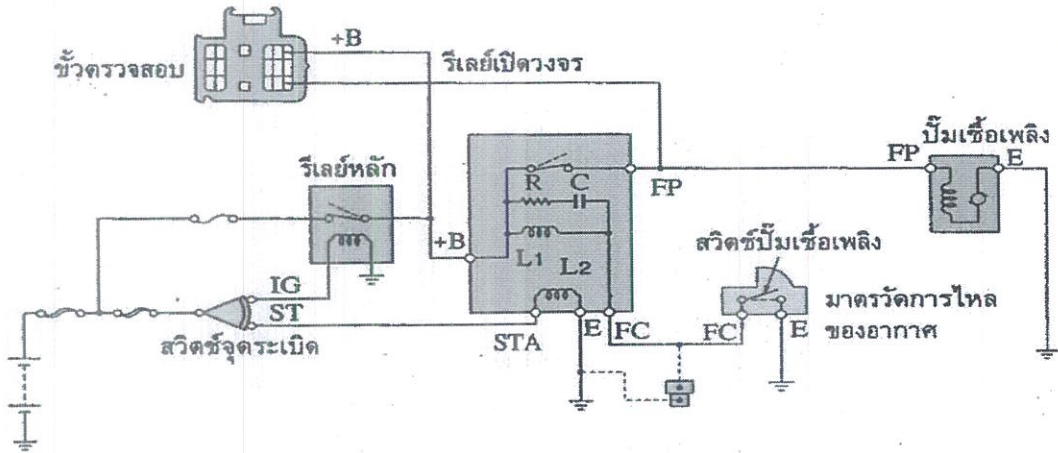 +B
ขั้วตรวจสอบ
รีเลย์เปิดวงจร
รีเลย์หลัก
R
C
FP
FP
ปั๊มเชื้อเพลิง
E
+B
L1
L2
สวิตช์ปั๊มเชื้อเพลิง
IG
ST
สวิตช์จุดระเบิด
STA
E
FC
FC
E
มาตรวัดการไหล
ของอากาศ